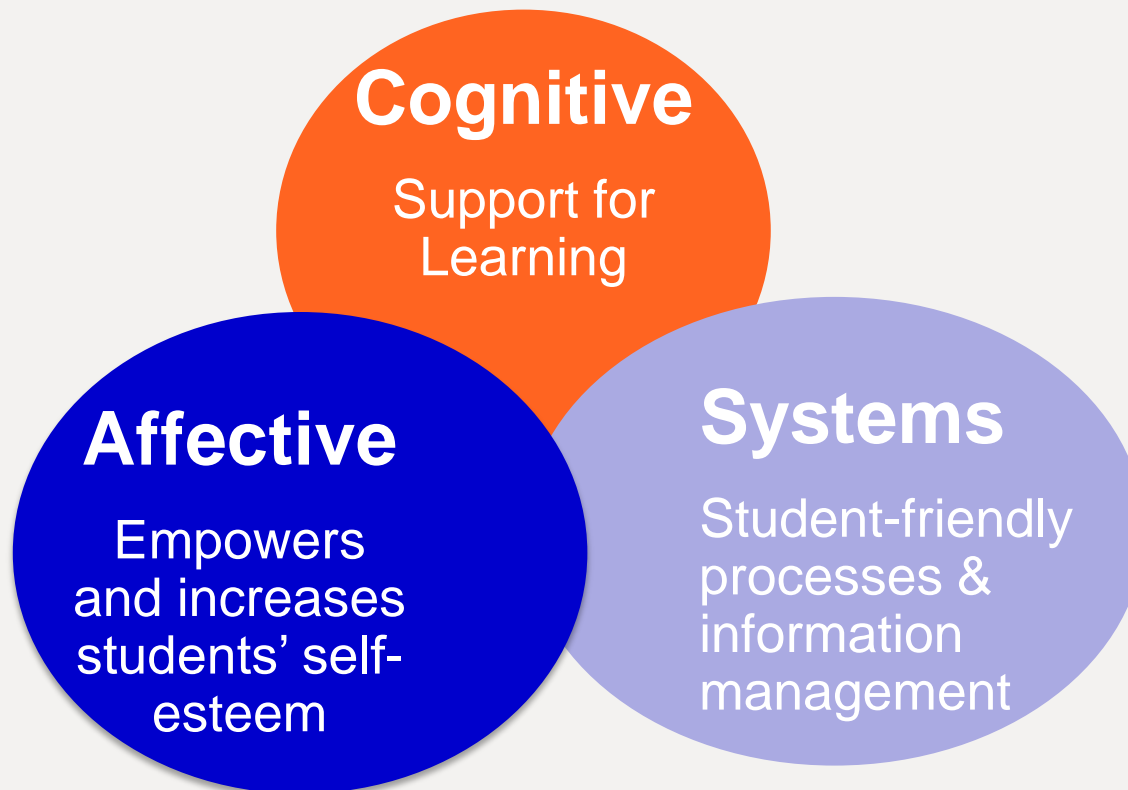 Cognitive
Support for
Learning
Affective
Empowers
and increases
students’ self-
esteem
Systems
Student-friendly
processes &
information
management